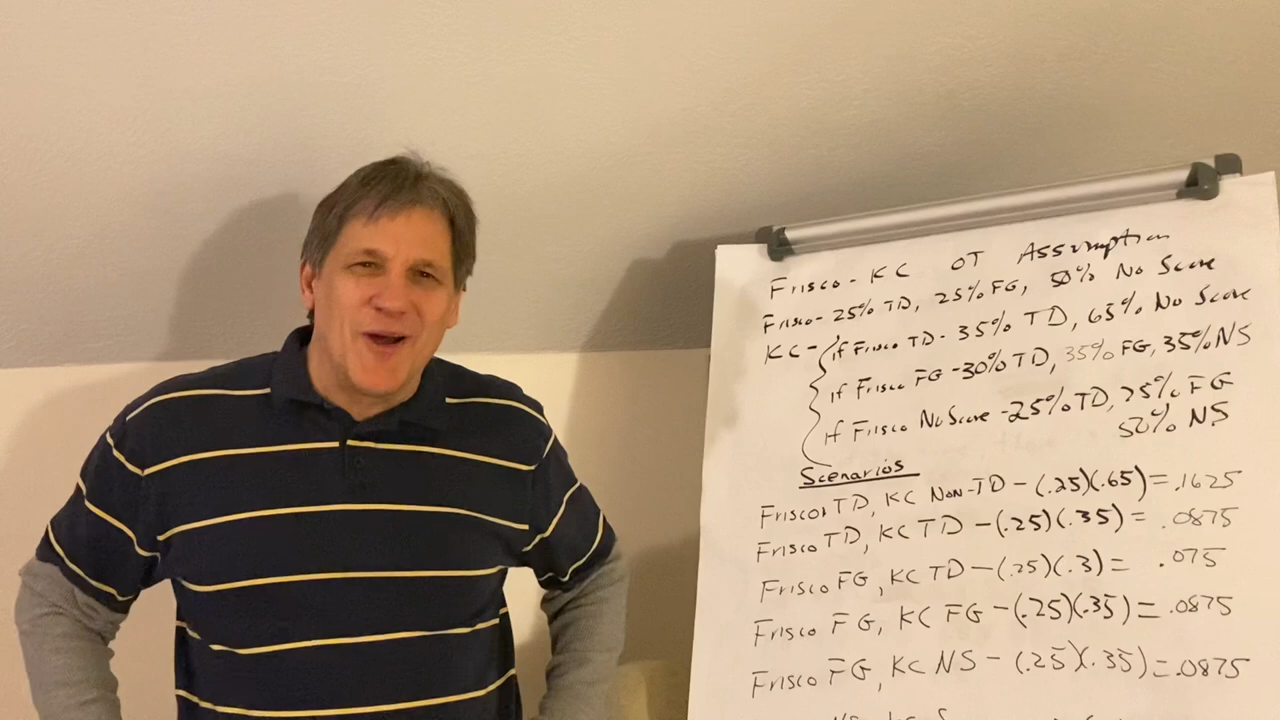 Frisco - KC OT Assumption
Frisco - 25% TD, 25% FG, 50% No Score
KC - if Frisco TD - 35% TD, 65% No Score
if Frisco FG - 30% TD, 35% FG, 35% NS
if Frisco No Score - 25% TD, 25% FG
50% NS
Scenarios
Frisco TD, KC Non-TD - (.25)(.65) = .1625
Frisco TD, KC TD - (.25)(.35) = .0875
Frisco FG, KC TD - (.25)(.3) = .075
Frisco FG, KC FG - (.25)(.35) = .0875
Frisco FG, KC NS - (.25)(.35) = .0875